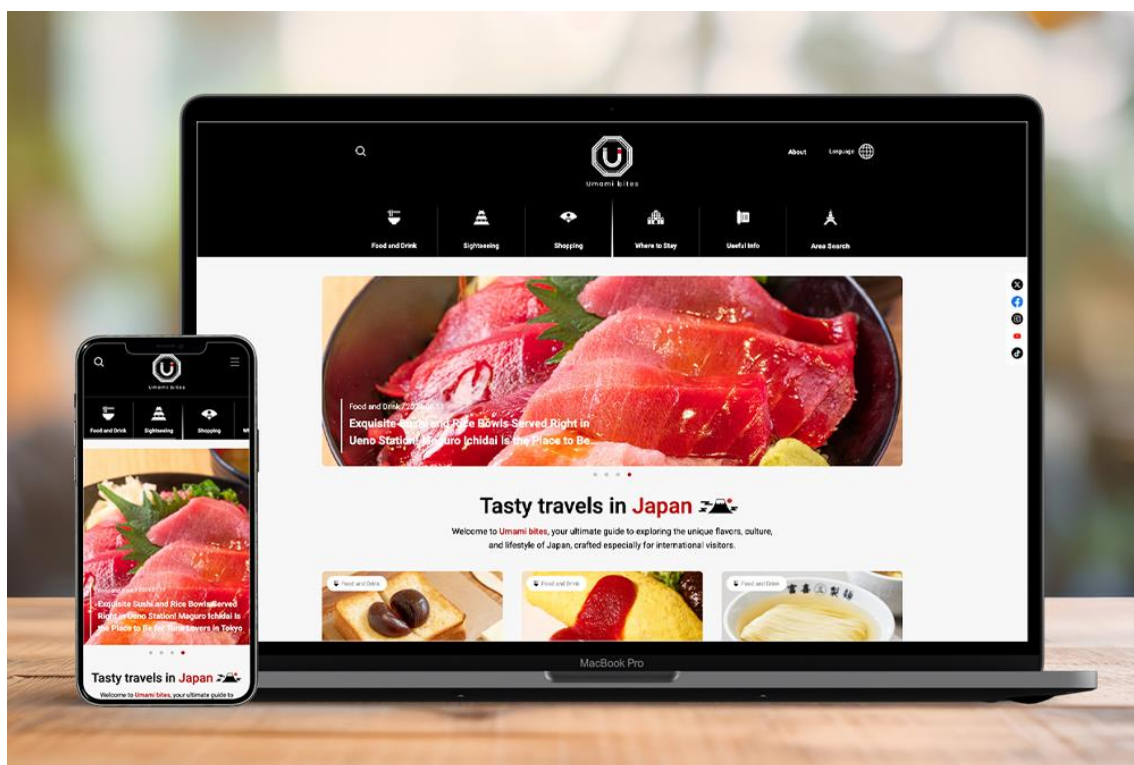 Umami bites
About
Language
Food and Drink
Sightseeing
Shopping
Where to Stay
Useful Info
Area Search
Food and Drink
Exquisite Sushi and Rice Bowls Served Right in
Ueno Station! Maguro Ichidai is the Place to Be...
Tasty travels in Japan
Welcome to Umami bites, your ultimate guide to exploring the unique flavors, culture,
and lifestyle of Japan, crafted especially for international visitors.
Food and Drink
Food and Drink
Food and Drink
富喜製麺
MacBook Pro
Umami bites
Food and Drink
Sightseeing
Shopping
Exquisite Sushi and Rice Bowls Served
Right in Ueno Station! Maguro Ichidai is
the Place to Be for Tuna Lovers in Tokyo
Tasty travels in Japan
Welcome to Umami bites, your ultimate guide to